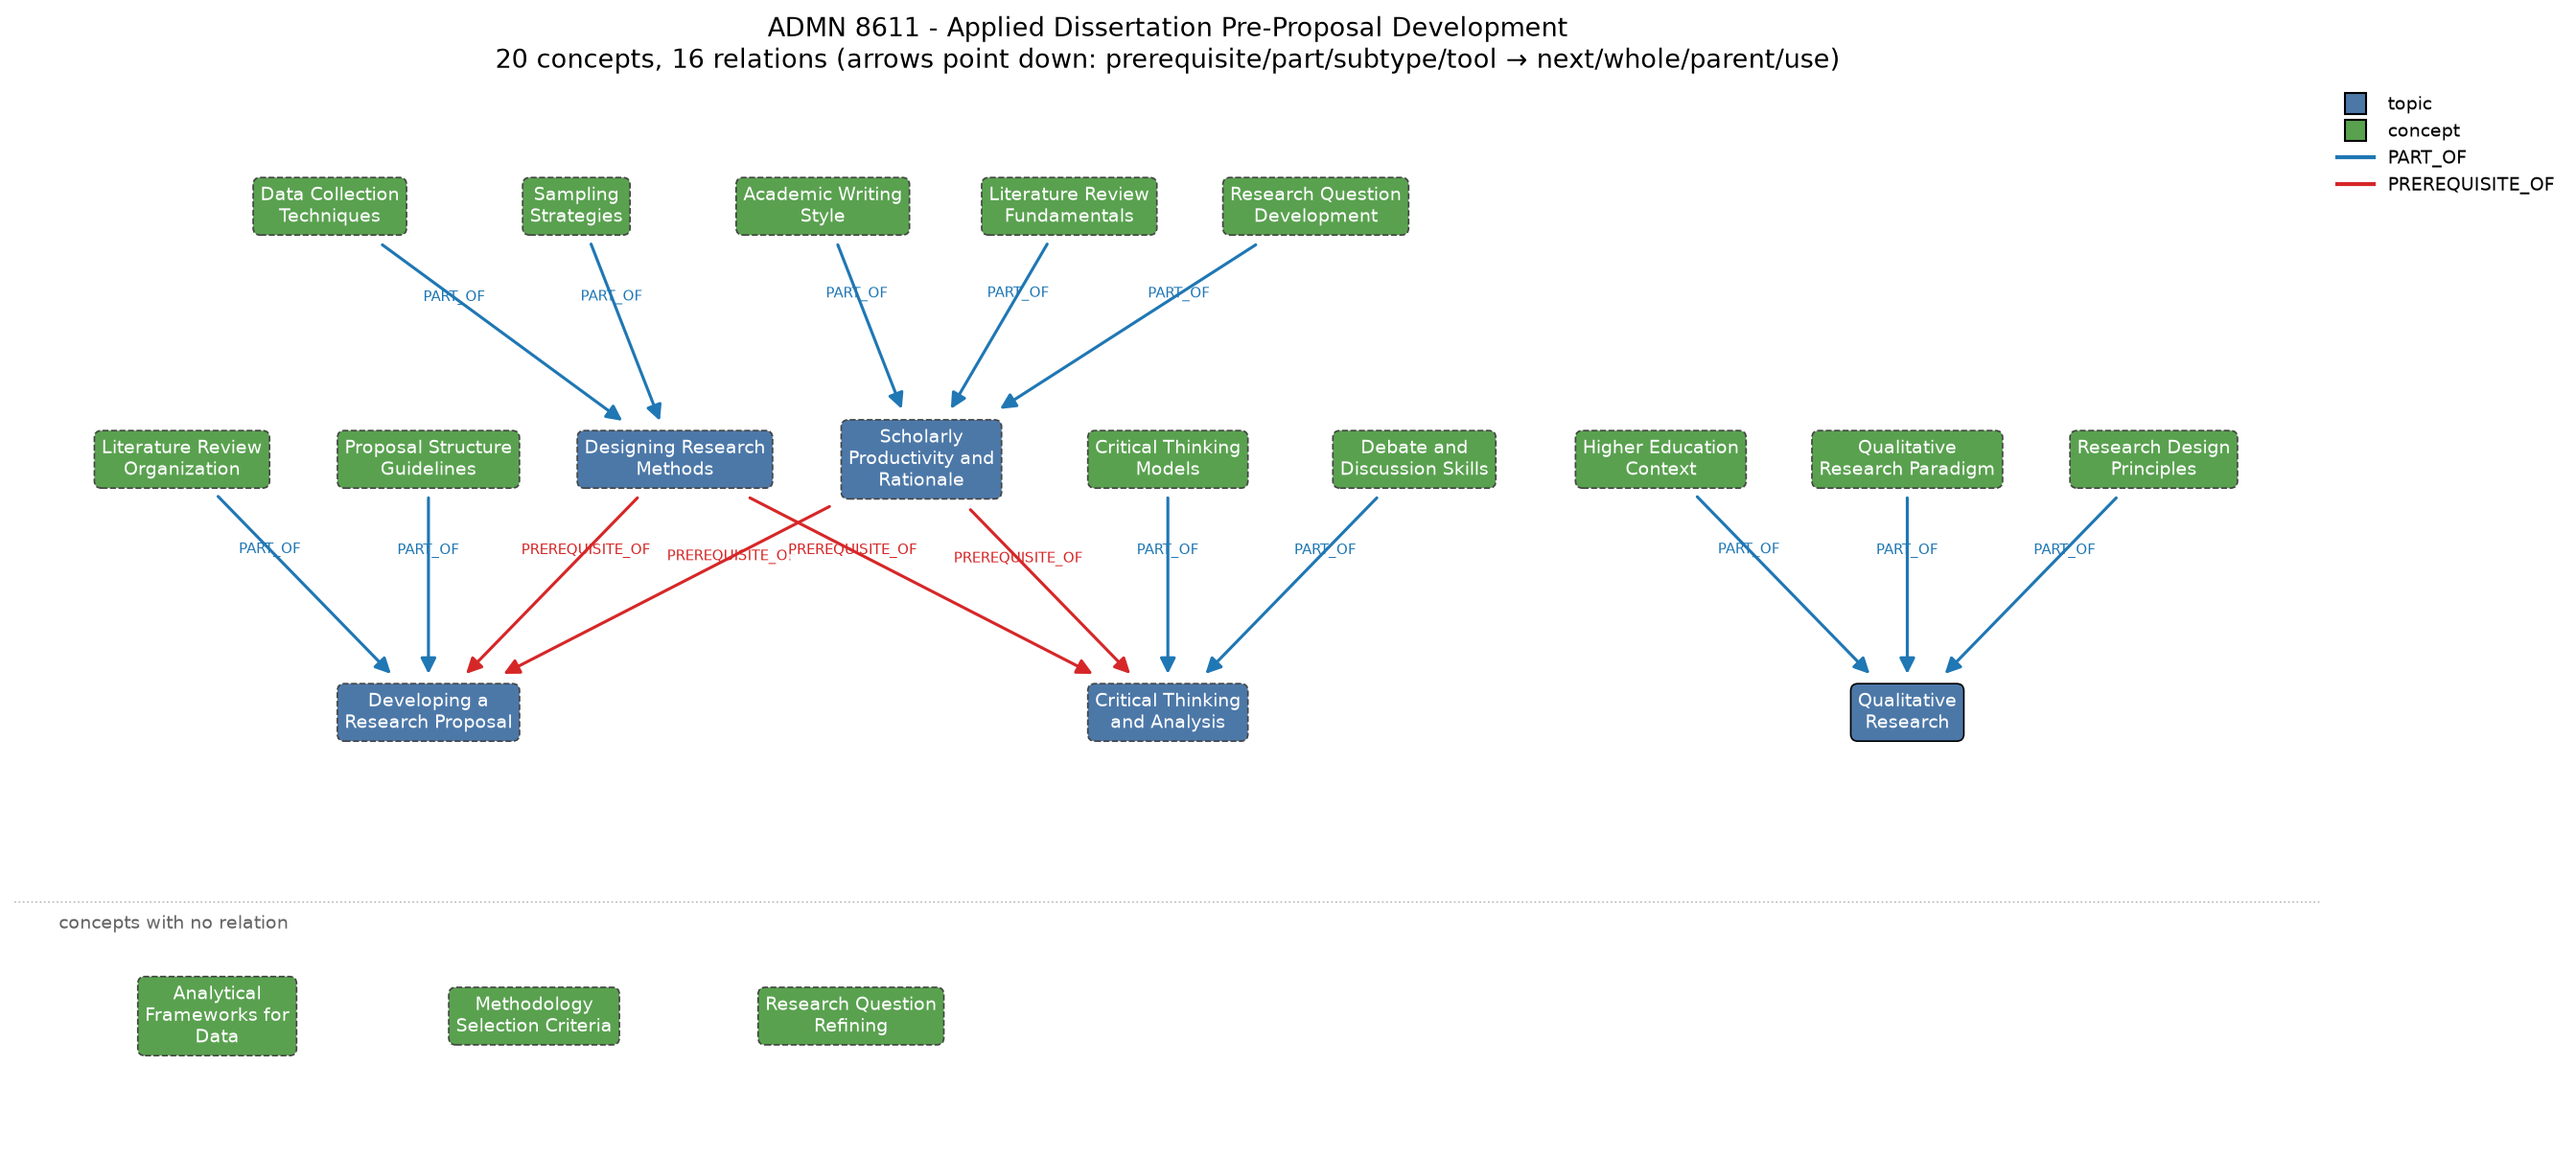 ADMN 8611 - Applied Dissertation Pre-Proposal Development
20 concepts, 16 relations (arrows point down: prerequisite/part/subtype/tool → next/whole/parent/use)
topic
concept
PART_OF
PREREQUISITE_OF
Data Collection
Techniques
Sampling
Strategies
Academic Writing
Style
Literature Review
Fundamentals
Research Question
Development
PART_OF
PART_OF
PART_OF
PART_OF
PART_OF
Literature Review
Organization
Proposal Structure
Guidelines
Designing Research
Methods
Scholarly
Productivity and
Rationale
Critical Thinking
Models
Debate and
Discussion Skills
Higher Education
Context
Qualitative
Research Paradigm
Research Design
Principles
PART_OF
PART_OF
PREREQUISITE_OF
PREREQUISITE_O
PREREQUISITE_OF
PREREQUISITE_OF
PART_OF
PART_OF
PART_OF
PART_OF
PART_OF
Developing a
Research Proposal
Critical Thinking
and Analysis
Qualitative
Research
concepts with no relation
Analytical
Frameworks for
Data
Methodology
Selection Criteria
Research Question
Refining